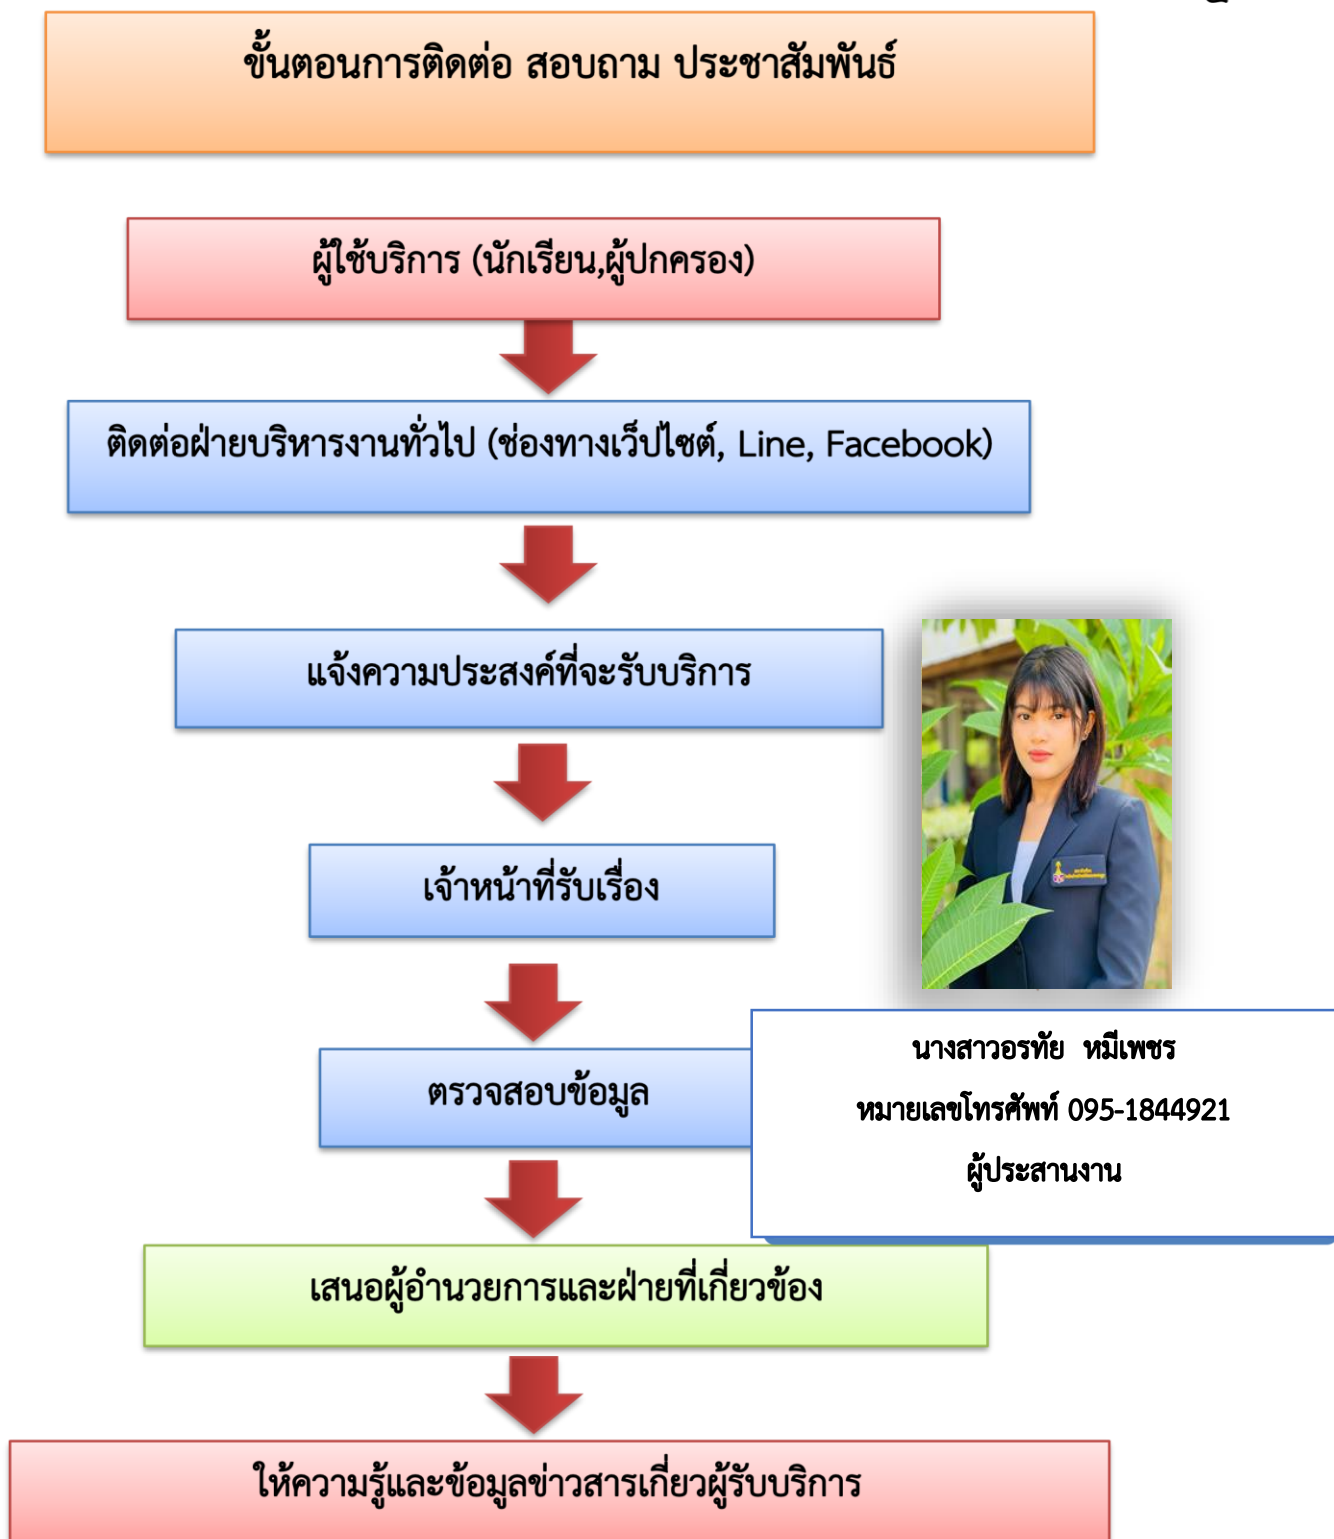 ขั้นตอนการติดต่อ สอบถาม ประชาสัมพันธ์
ผู้ใช้บริการ (นักเรียน,ผู้ปกครอง)
ติดต่อฝ่ายบริหารงานทั่วไป (ช่องทางเว็ปไซต์, Line, Facebook)
แจ้งความประสงค์ที่จะรับบริการ
เจ้าหน้าที่รับเรื่อง
ตรวจสอบข้อมูล
นางสาวอรทัย หมีเพชร
หมายเลขโทรศัพท์ 095-1844921
ผู้ประสานงาน
เสนอผู้อำนวยการและฝ่ายที่เกี่ยวข้อง
ให้ความรู้และข้อมูลข่าวสารเกี่ยวผู้รับบริการ